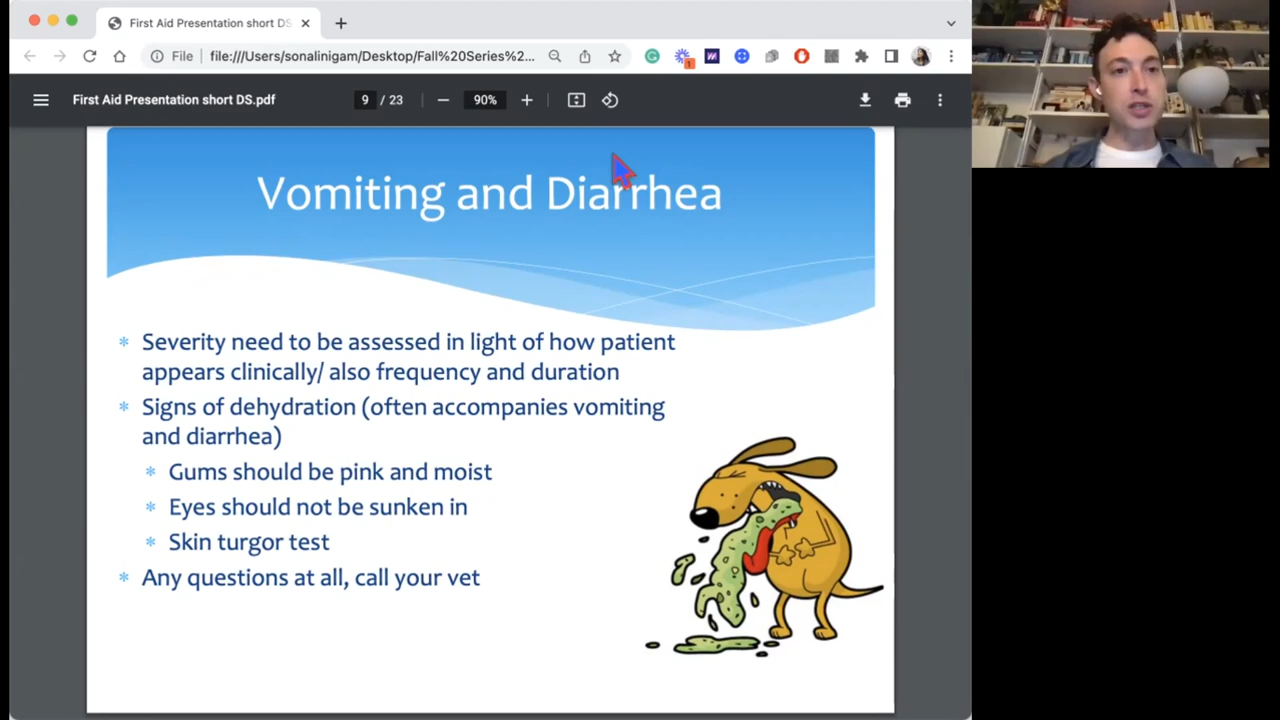 First Aid Presentation short DS
File
file:///Users/sonalinigam/Desktop/Fall%20Series%2...
1
First Aid Presentation short DS.pdf
9 / 23
90%
Vomiting and Diarrhea
* Severity need to be assessed in light of how patient
appears clinically/ also frequency and duration
* Signs of dehydration (often accompanies vomiting
and diarrhea)
* Gums should be pink and moist
* Eyes should not be sunken in
* Skin turgor test
* Any questions at all, call your vet